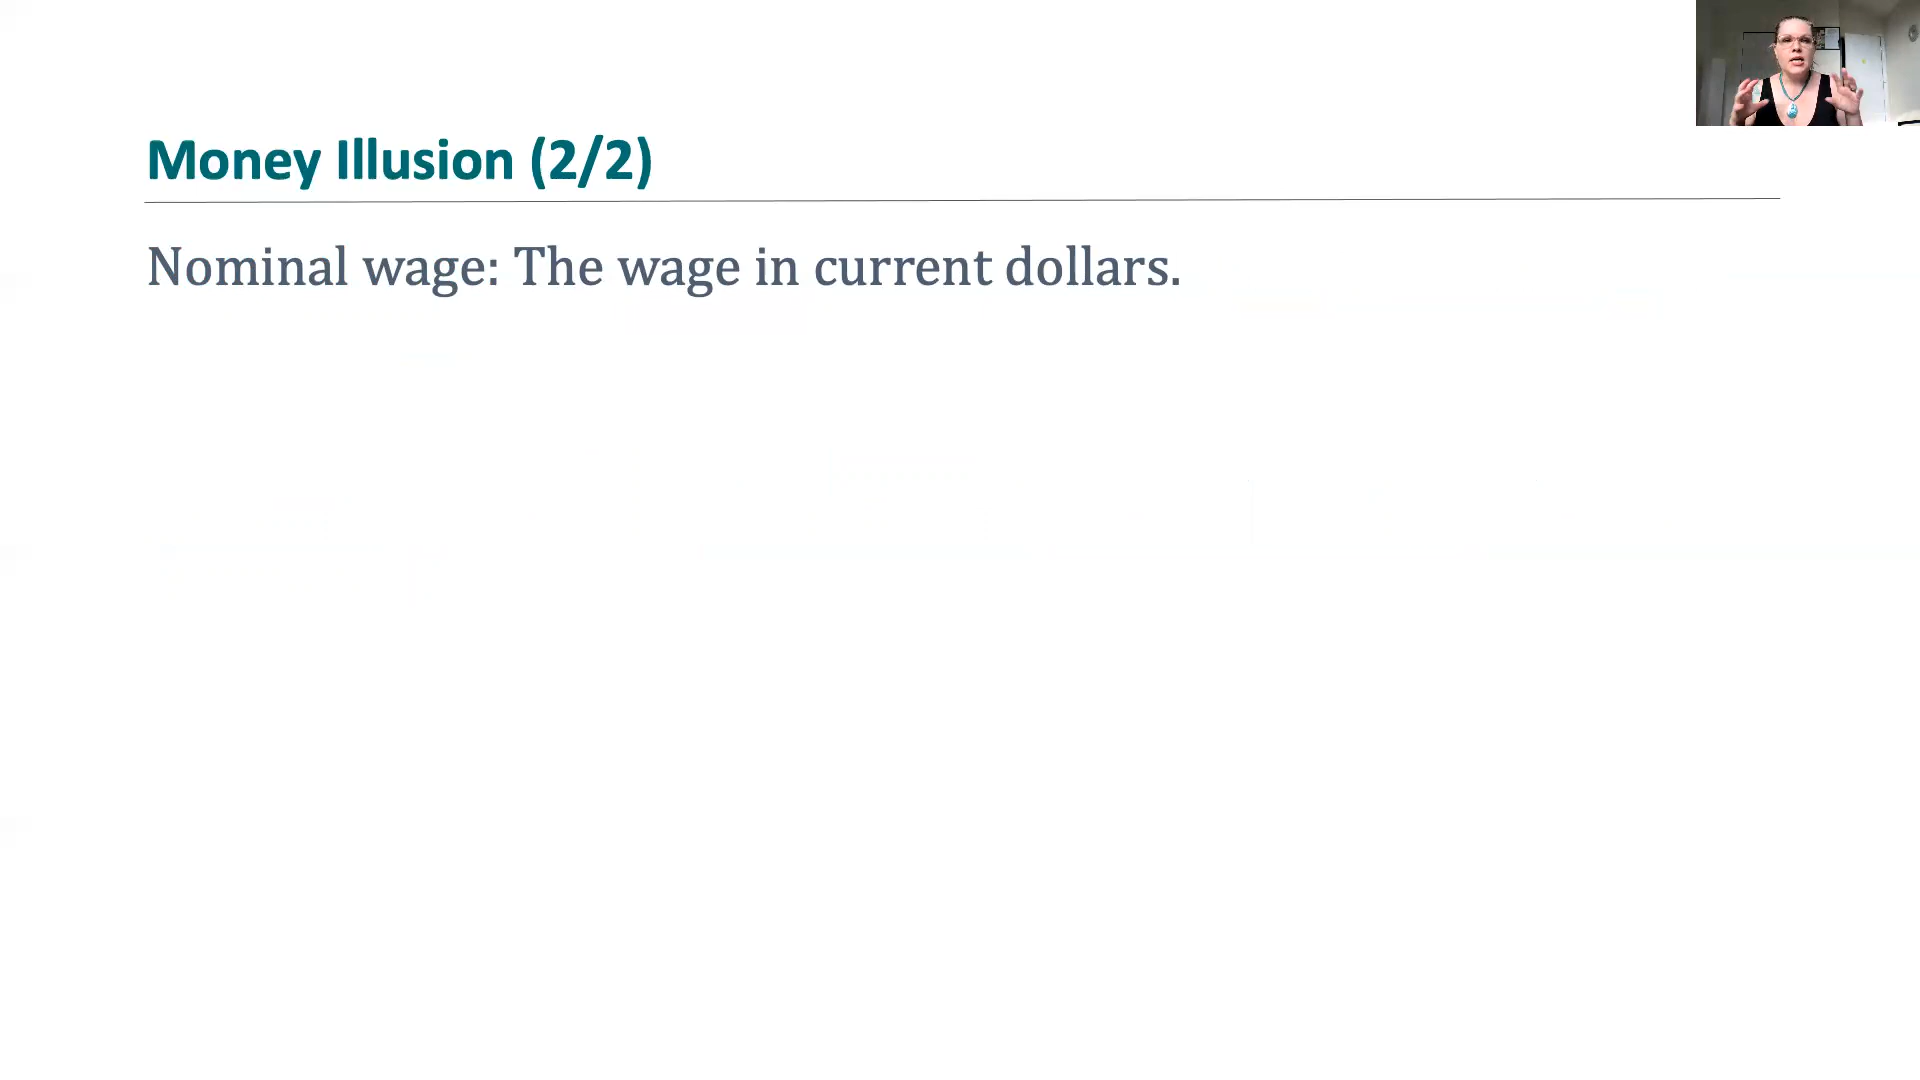 Money Illusion (2/2)
Nominal wage: The wage in current dollars.